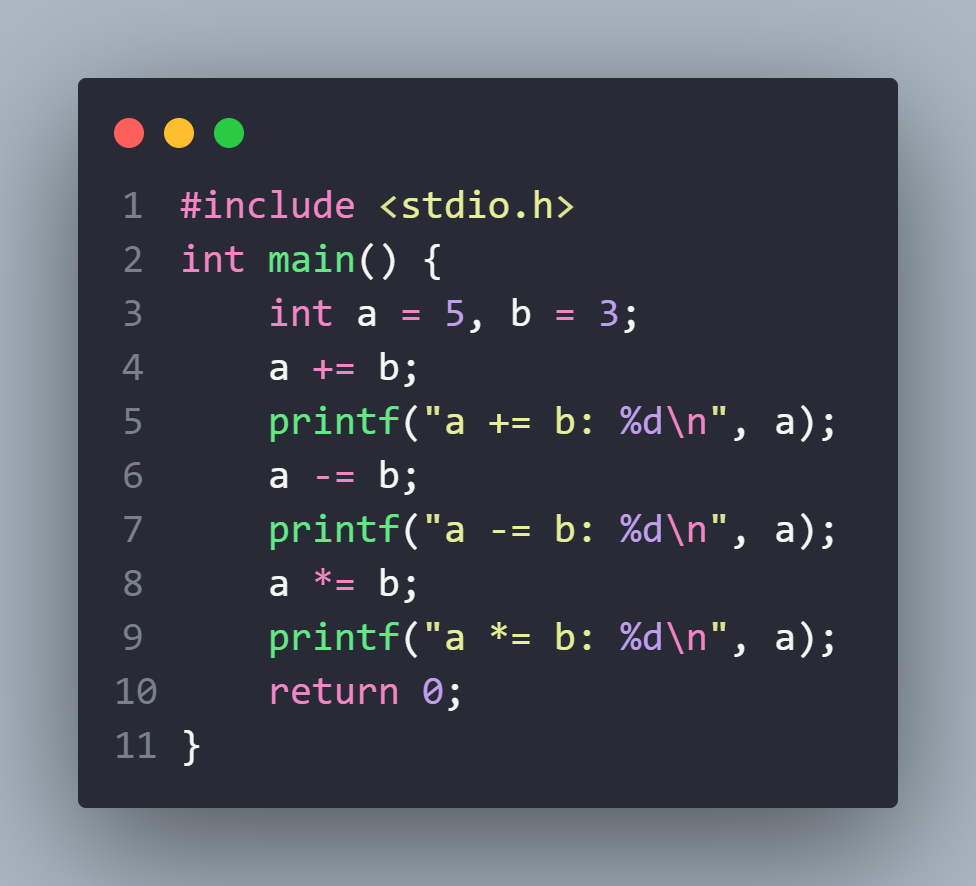 1 #include <stdio.h>
2 int main() {
3     int a = 5, b = 3;
4     a += b;
5     printf("a += b: %d\n", a);
6     a -= b;
7     printf("a -= b: %d\n", a);
8     a *= b;
9     printf("a *= b: %d\n", a);
10     return 0;
11 }